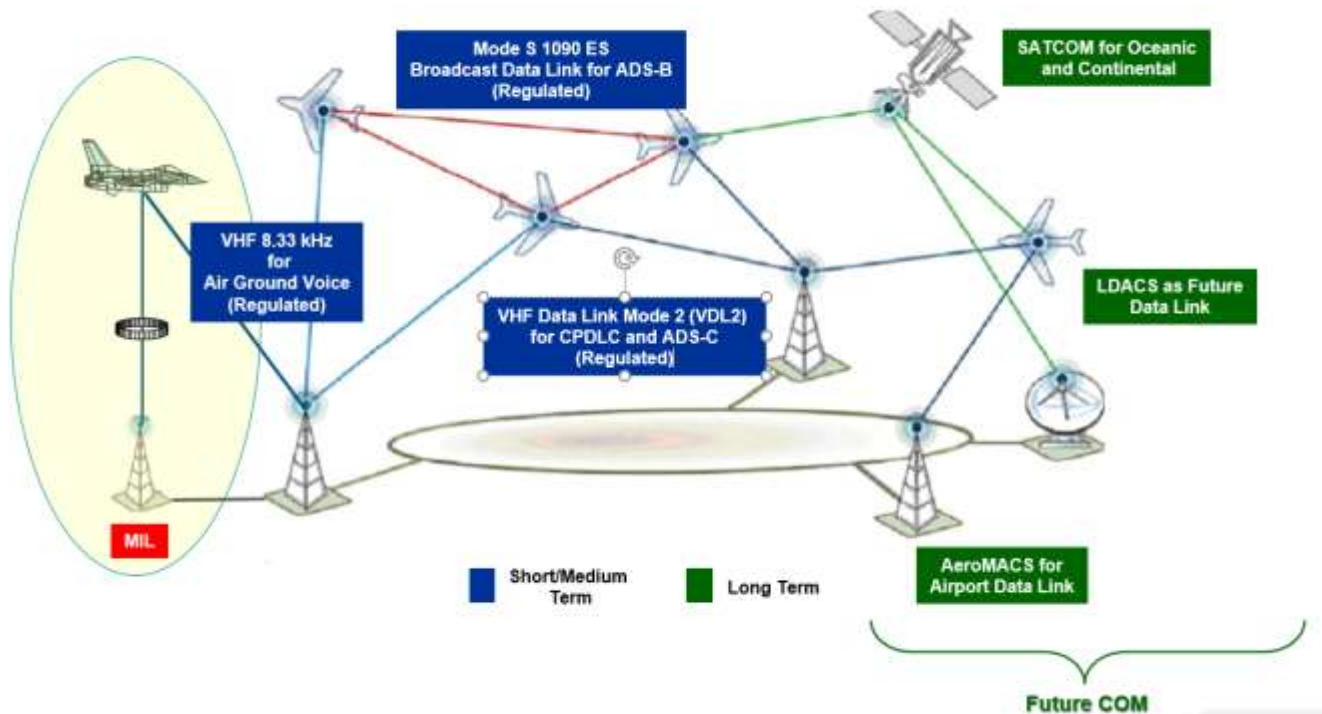 Mode S 1090 ES
Broadcast Data Link for ADS-B
(Regulated)
SATCOM for Oceanic
and Continental
VHF 8.33 kHz
for
Air Ground Voice
(Regulated)
VHF Data Link Mode 2 (VDL2)
for CPDLC and ADS-C
(Regulated)
LDACS as Future
Data Link
MIL
AeroMACS for
Airport Data Link
Short/Medium
Term
Long Term
Future COM